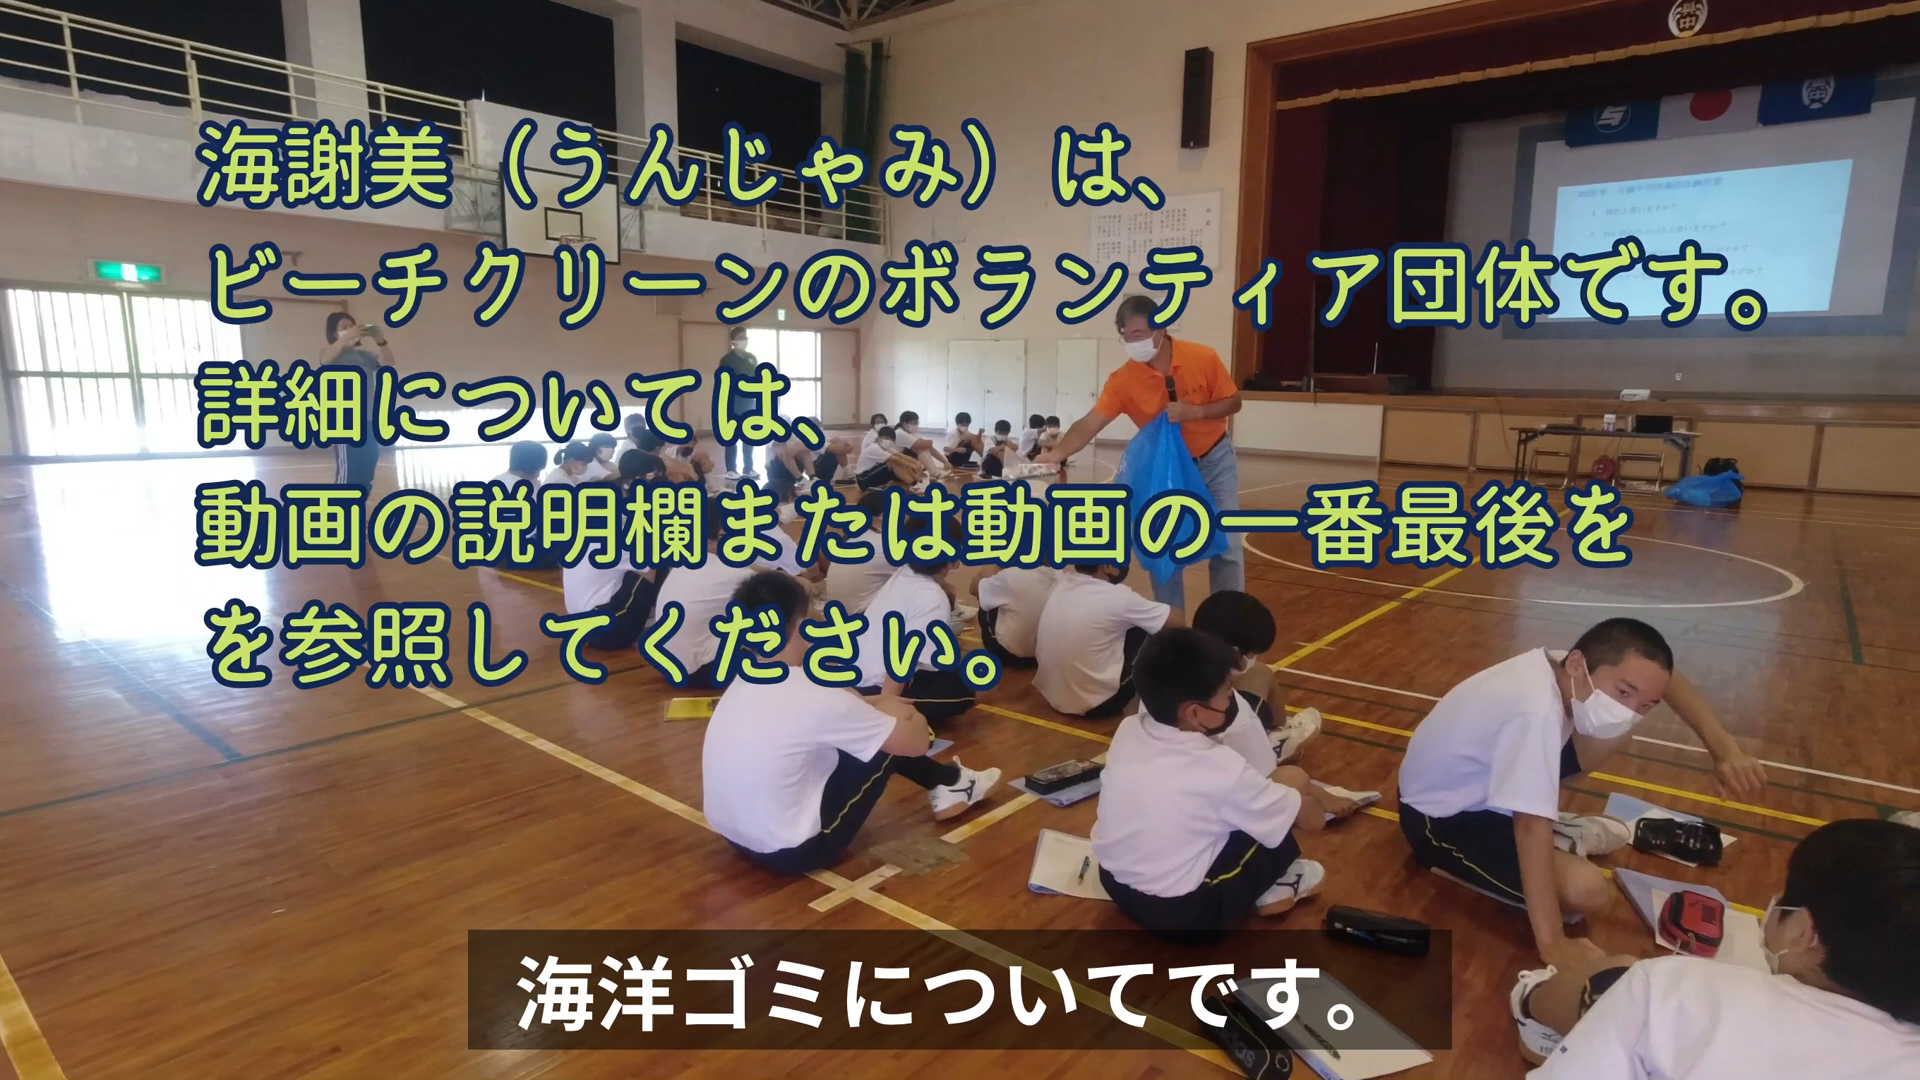 海謝美（うんじゃみ）は、
ビーチクリーンのボランティア団体です。
詳細については、
動画の説明欄または動画の一番最後を
を参照してください。
海洋ゴミについてです。